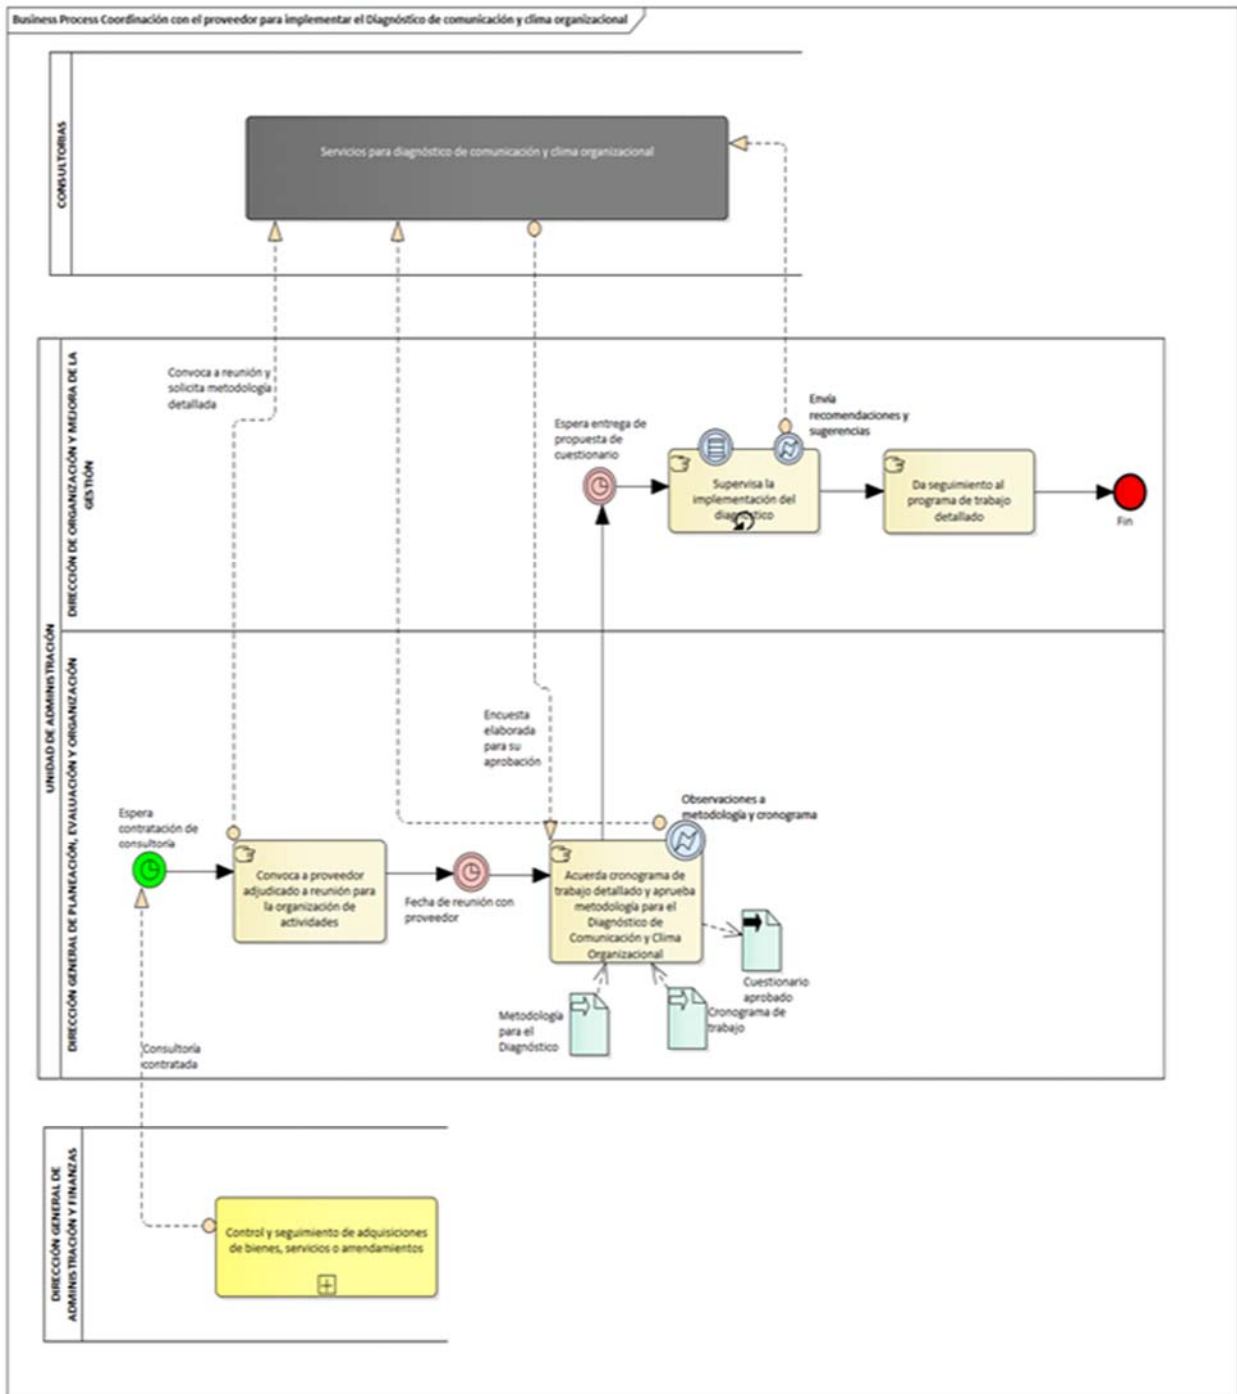 Business Process Coordinación con el proveedor para implementar el Diagnóstico de comunicación y clima organizacional
CONSULTORIAS
Servicios para diagnóstico de comunicación y clima organizacional
UNIDAD DE ADMINISTRACIÓN
DIRECCIÓN DE ORGANIZACIÓN Y MEJORA DE LA
GESTIÓN
Convoca a reunión y
solicita metodología
detallada
Espera entrega de
propuesta de
cuestionario
Envía
recomendaciones y
sugerencias
Supervisa la
implementación del
diagnóstico
Da seguimiento al
programa de trabajo
detallado
Fin
DIRECCIÓN GENERAL DE PLANEACIÓN, EVALUACIÓN Y ORGANIZACIÓN
Encuesta
elaborada
para su
aprobación
Espera
contratación de
consultoría
Observaciones a
metodología y cronograma
Convoca a proveedor
adjudicado a reunión para
la organización de
actividades
Fecha de reunión con
proveedor
Acuerda cronograma de
trabajo detallado y aprueba
metodología para el
Diagnóstico de
Comunicación y Clima
Organizacional
Cuestionario
aprobado
Metodología
para el
Diagnóstico
Cronograma de
trabajo
Consultoría
contratada
DIRECCIÓN GENERAL DE
ADMINISTRACIÓN Y FINANZAS
Control y seguimiento de adquisiciones
de bienes, servicios o arrendamientos